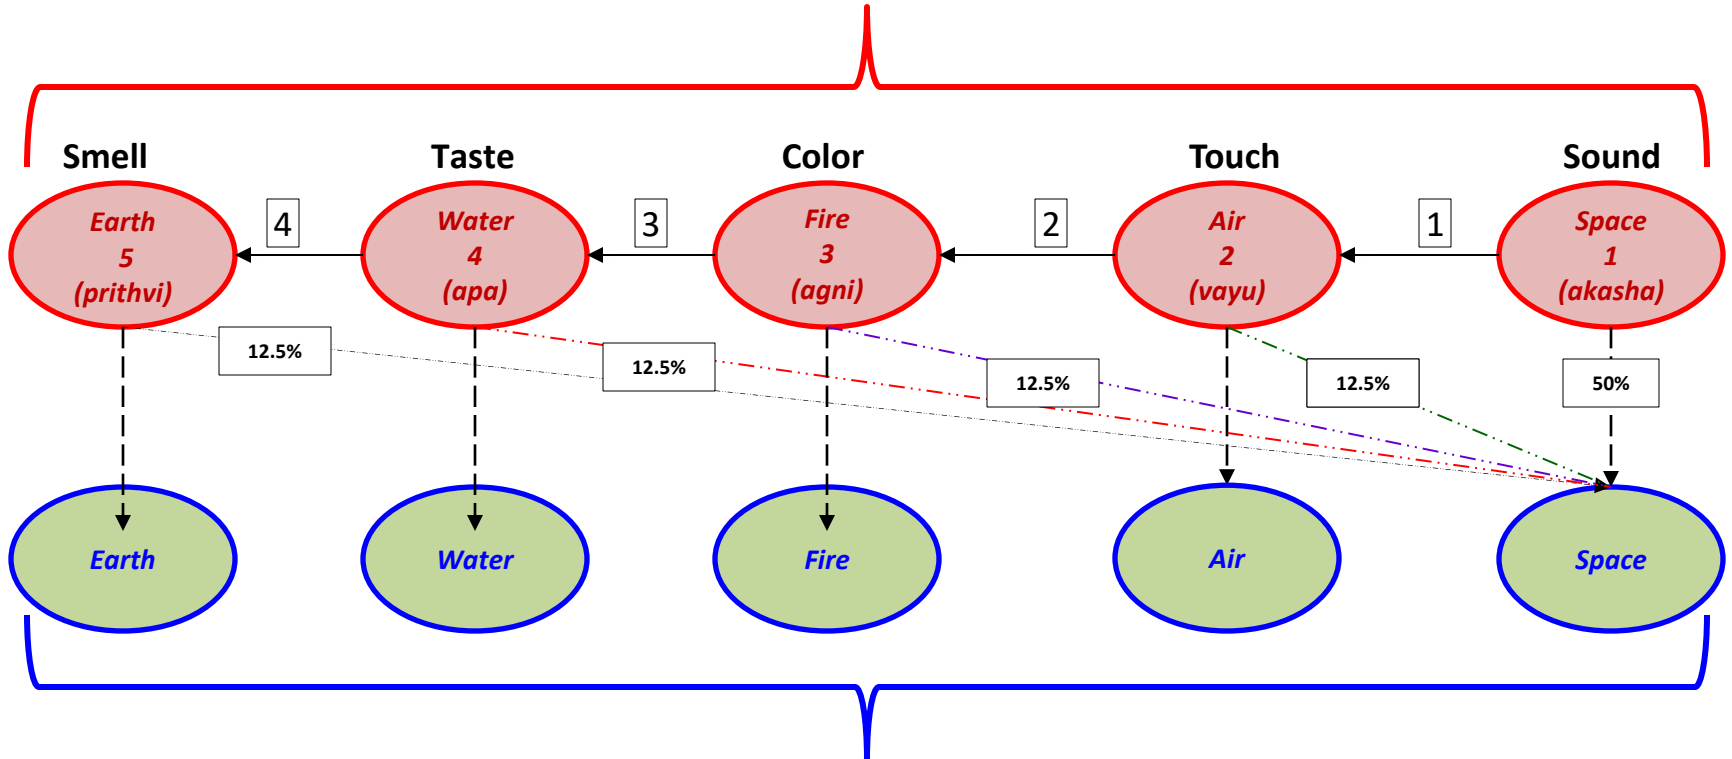 Smell
Taste
Color
Touch
Sound
Earth
5
(prithvi)
4
Water
4
(apa)
3
Fire
3
(agni)
2
Air
2
(vayu)
1
Space
1
(akasha)
12.5%
12.5%
12.5%
12.5%
50%
Earth
Water
Fire
Air
Space